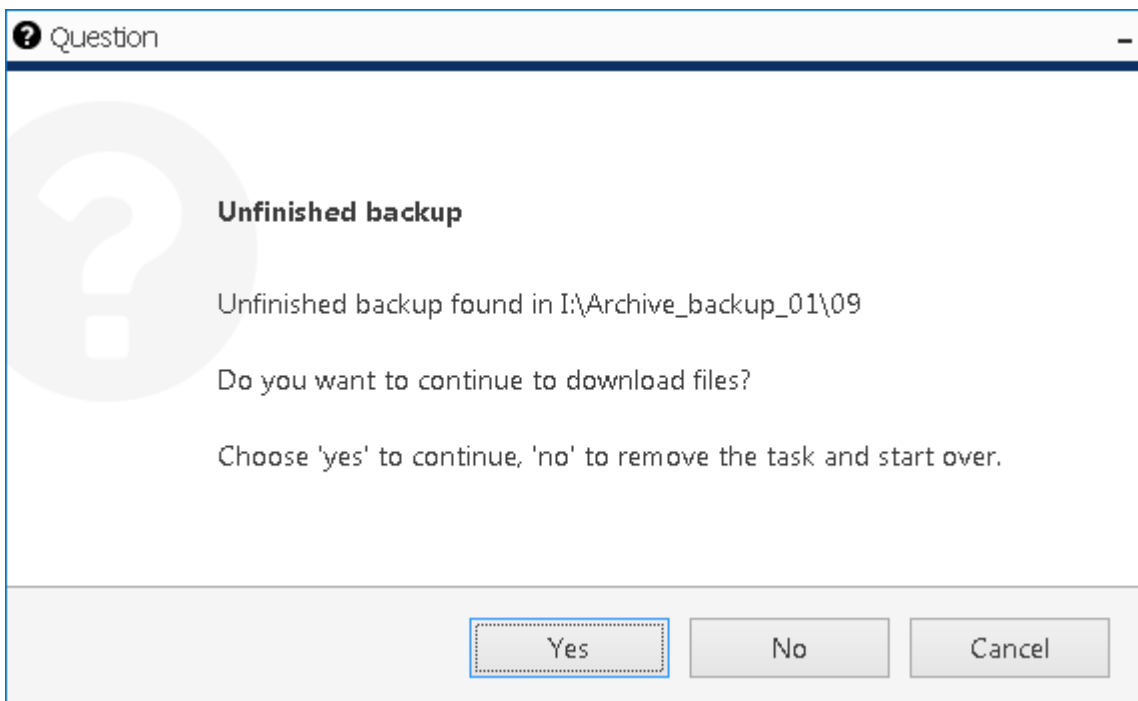 Question
Unfinished backup
Unfinished backup found in I:\Archive_backup_01\09
Do you want to continue to download files?
Choose 'yes' to continue, 'no' to remove the task and start over.
Yes No Cancel